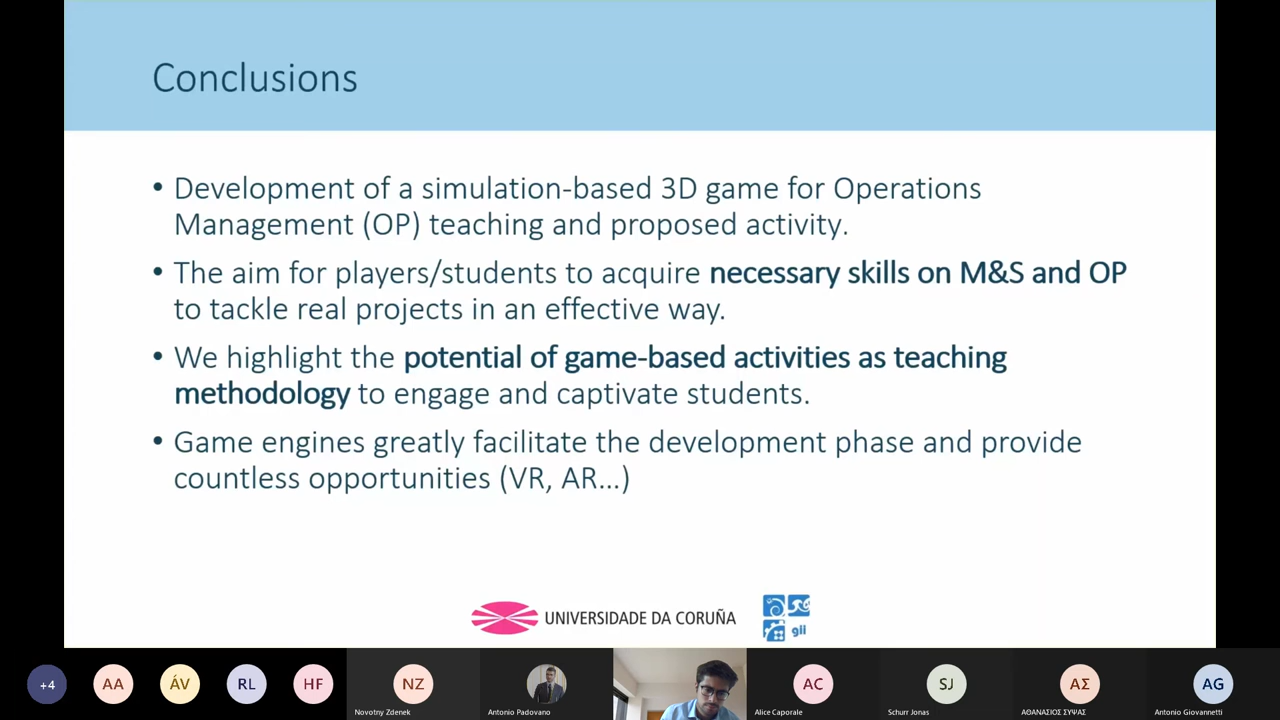 Conclusions
• Development of a simulation-based 3D game for Operations
Management (OP) teaching and proposed activity.
• The aim for players/students to acquire necessary skills on M&S and OP
to tackle real projects in an effective way.
• We highlight the potential of game-based activities as teaching
methodology to engage and captivate students.
• Game engines greatly facilitate the development phase and provide
countless opportunities (VR, AR...)
UNIVERSIDADE DA CORUÑA
gii
+4 AA ÁV RL HF NZ AC SJ ΑΣ AG
Novotny Zdenek Antonio Padovano Alice Caporale Schurr Jonas ΑΘΑΝΑΣΙΟΣ ΣΥΨΑΣ Antonio Giovannetti